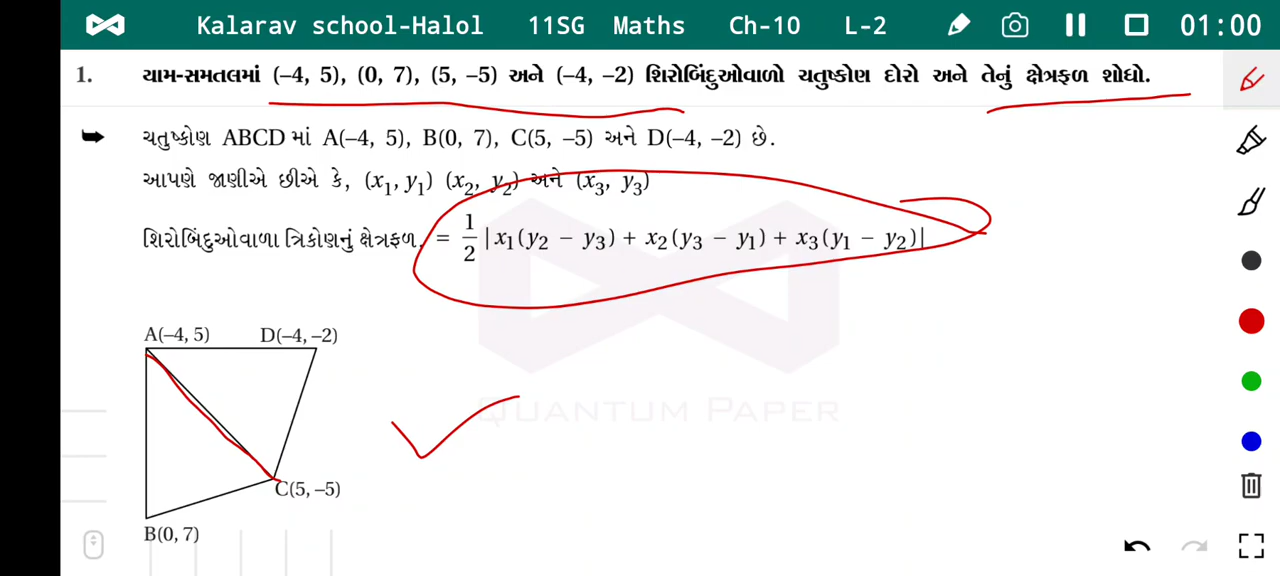 Kalarav school-Halol 11SG Maths Ch-10 L-2 01:00
1. યામ-સમતલમાં (–4, 5), (0, 7), (5, –5) અને (–4, –2) શિરોબિંદુઓવાળો ચતુષ્કોણ દોરો અને તેનું ક્ષેત્રફળ શોધો.
➥ ચતુષ્કોણ ABCD માં A(–4, 5), B(0, 7), C(5, –5) અને D(–4, –2) છે.
આપણે જાણીએ છીએ કે, (x₁, y₁) (x₂, y₂) અને (x₃, y₃)
શિરોબિંદુઓવાળા ત્રિકોણનું ક્ષેત્રફળ, = 1/2 |x₁(y₂ – y₃) + x₂(y₃ – y₁) + x₃(y₁ – y₂)|
A(–4, 5) D(–4, –2)
QUANTUM PAPER
C(5, –5)
B(0, 7)